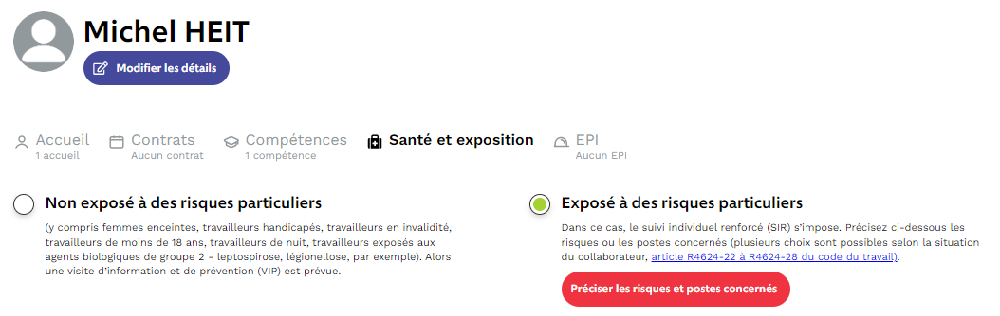 Michel HEIT
Modifier les détails
Accueil
1 accueil
Contrats
Aucun contrat
Compétences
1 compétence
Santé et exposition
EPI
Aucun EPI
Non exposé à des risques particuliers
(y compris femmes enceintes, travailleurs handicapés, travailleurs en invalidité,
travailleurs de moins de 18 ans, travailleurs de nuit, travailleurs exposés aux
agents biologiques de groupe 2 - leptospirose, légionellose, par exemple). Alors
une visite d'information et de prévention (VIP) est prévue.
Exposé à des risques particuliers
Dans ce cas, le suivi individuel renforcé (SIR) s'impose. Précisez ci-dessous les
risques ou les postes concernés (plusieurs choix sont possibles selon la situation
du collaborateur, article R4624-22 à R4624-28 du code du travail).
Préciser les risques et postes concernés